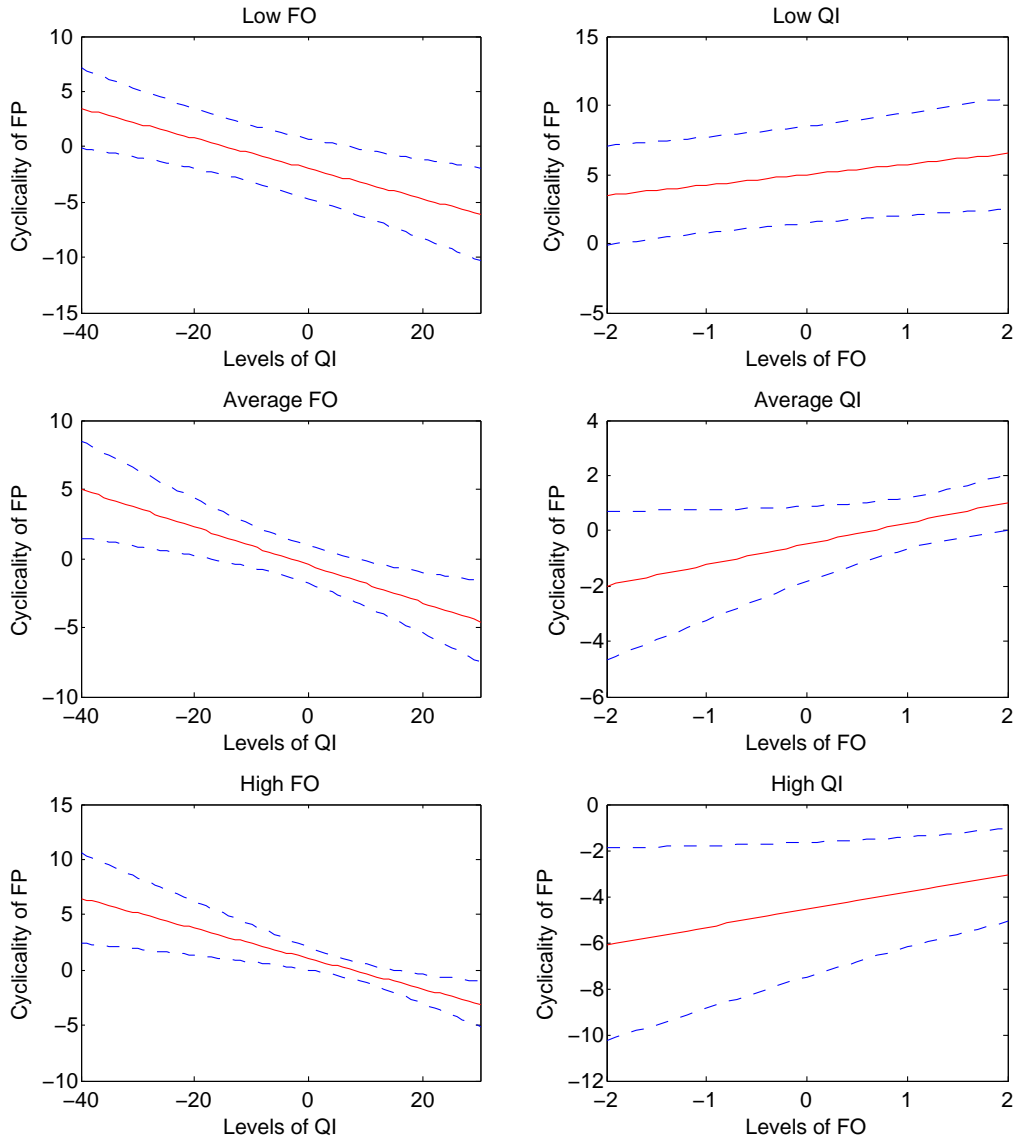 Low FO
10
5
0
−5
−10
−15
−40 −20 0 20
Levels of QI
Cyclicality of FP
Low QI
15
10
5
0
−5
−2 −1 0 1 2
Levels of FO
Cyclicality of FP
Average FO
10
5
0
−5
−10
−40 −20 0 20
Levels of QI
Cyclicality of FP
Average QI
4
2
0
−2
−4
−6
−2 −1 0 1 2
Levels of FO
Cyclicality of FP
High FO
15
10
5
0
−5
−10
−40 −20 0 20
Levels of QI
Cyclicality of FP
High QI
0
−2
−4
−6
−8
−10
−12
−2 −1 0 1 2
Levels of FO
Cyclicality of FP